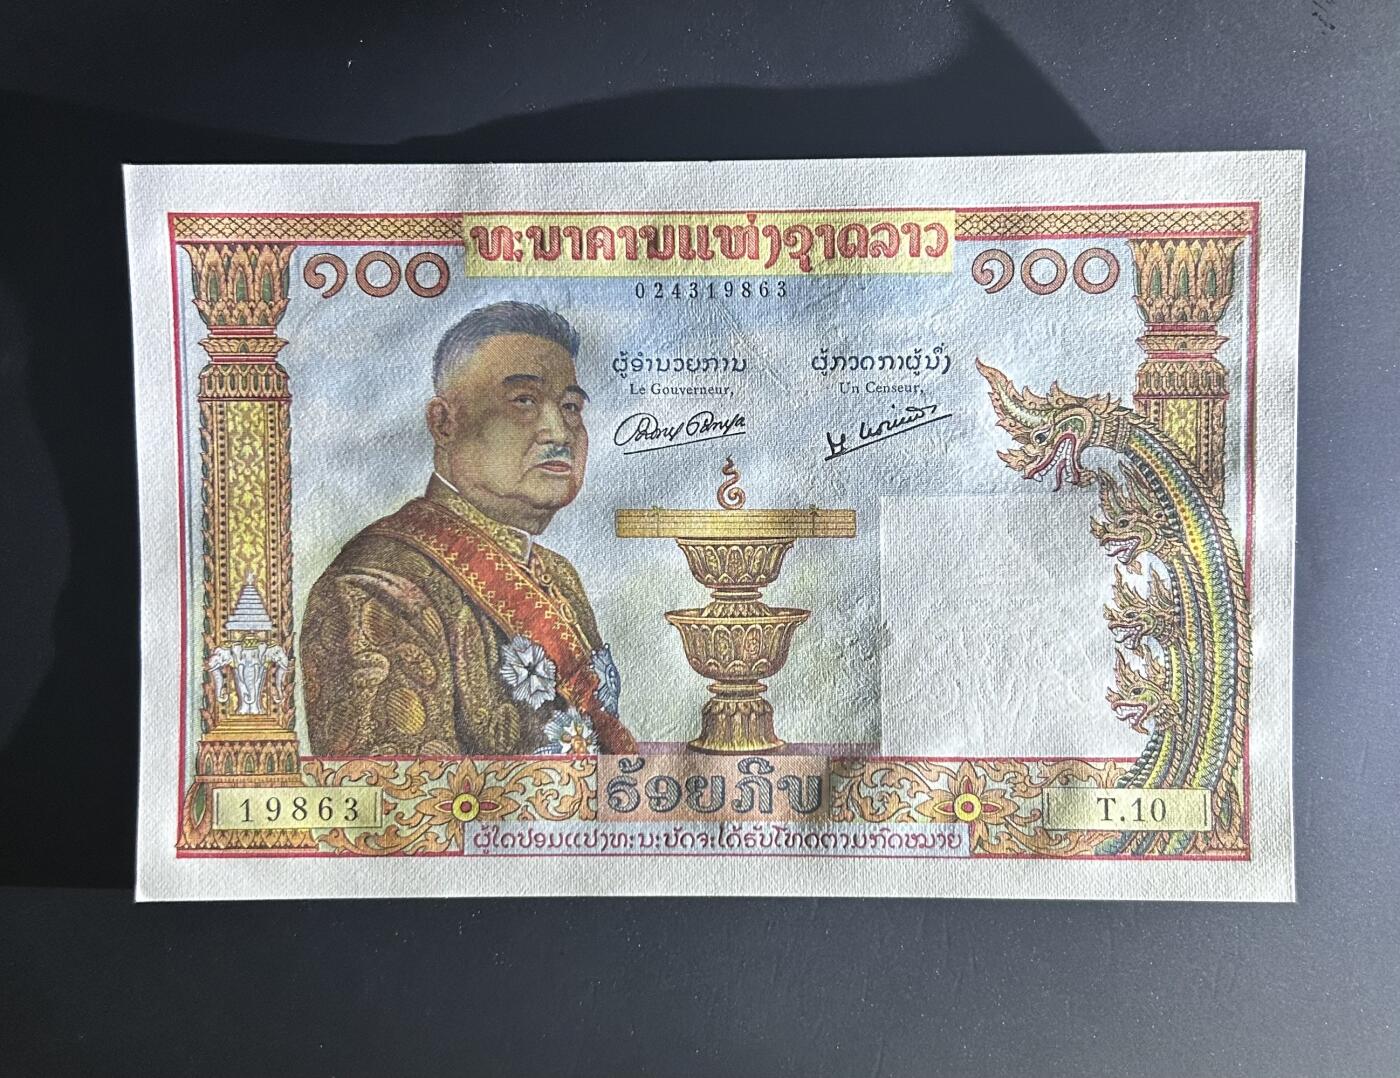 ທະນາຄານແຫ່ງຊາດລາວ
໑໐໐ ໑໐໐
024319863
ຜູ້ອຳນວຍການ ຜູ້ກວດກາຜູ້ນຶ່ງ
Le Gouverneur, Un Censeur,
ຮ້ອຍກີບ
19863 T.10
ຜູ້ໃດປອມແປງທະນະບັດຈະໄດ້ຮັບໂທດຕາມກົດຫມາຍ